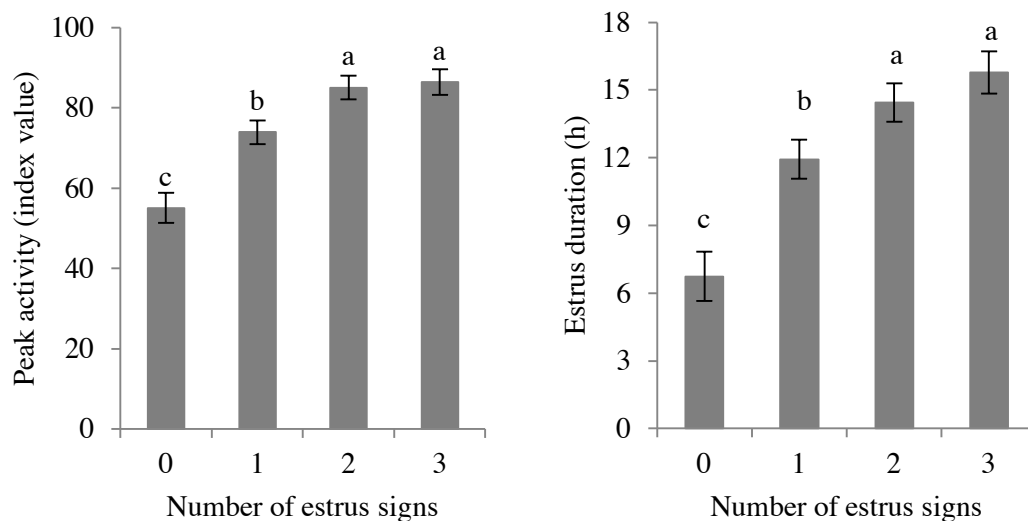 Peak activity (index value)
100
80
60
40
20
0
c
b
a
a
0 1 2 3
Number of estrus signs
Estrus duration (h)
18
15
12
9
6
3
0
c
b
a
a
0 1 2 3
Number of estrus signs